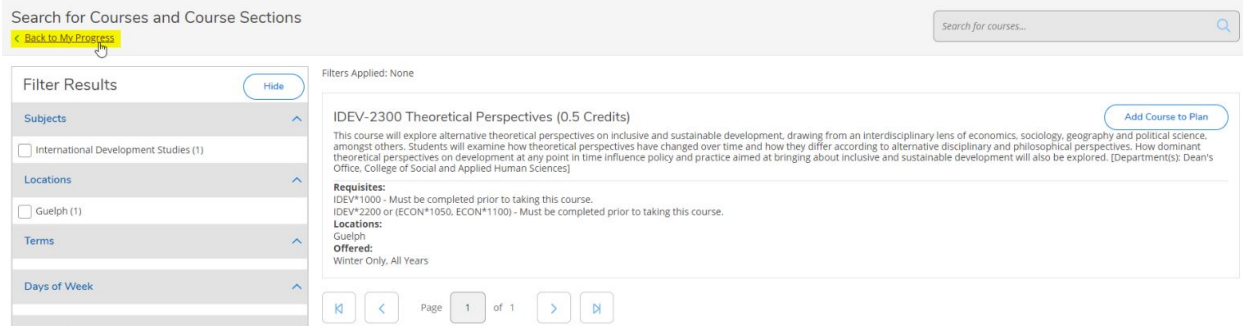 Search for Courses and Course Sections
< Back to My Progress
Search for courses...
Filter Results
Hide
Subjects
International Development Studies (1)
Locations
Guelph (1)
Terms
Days of Week
Filters Applied: None
IDEV-2300 Theoretical Perspectives (0.5 Credits)
Add Course to Plan
This course will explore alternative theoretical perspectives on inclusive and sustainable development, drawing from an interdisciplinary lens of economics, sociology, geography and political science,
amongst others. Students will examine how theoretical perspectives have changed over time and how they differ according to alternative disciplinary and philosophical perspectives. How dominant
theoretical perspectives on development at any point in time influence policy and practice aimed at bringing about inclusive and sustainable development will also be explored. [Department(s): Dean's
Office, College of Social and Applied Human Sciences]
Requisites:
IDEV*1000 - Must be completed prior to taking this course.
IDEV*2200 or (ECON*1050, ECON*1100) - Must be completed prior to taking this course.
Locations:
Guelph
Offered:
Winter Only, All Years
Page 1 of 1